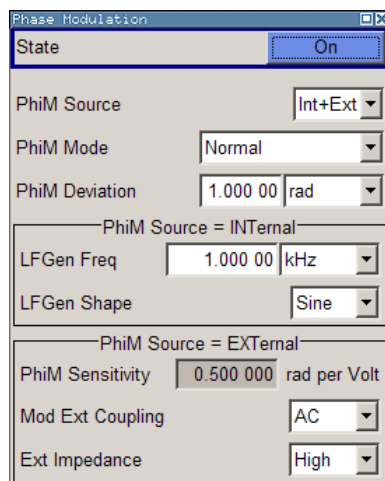 Phase Modulation
State On
PhiM Source Int+Ext
PhiM Mode Normal
PhiM Deviation 1.000 00 rad
PhiM Source = INTernal
LFGen Freq 1.000 00 kHz
LFGen Shape Sine
PhiM Source = EXTernal
PhiM Sensitivity 0.500 000 rad per Volt
Mod Ext Coupling AC
Ext Impedance High